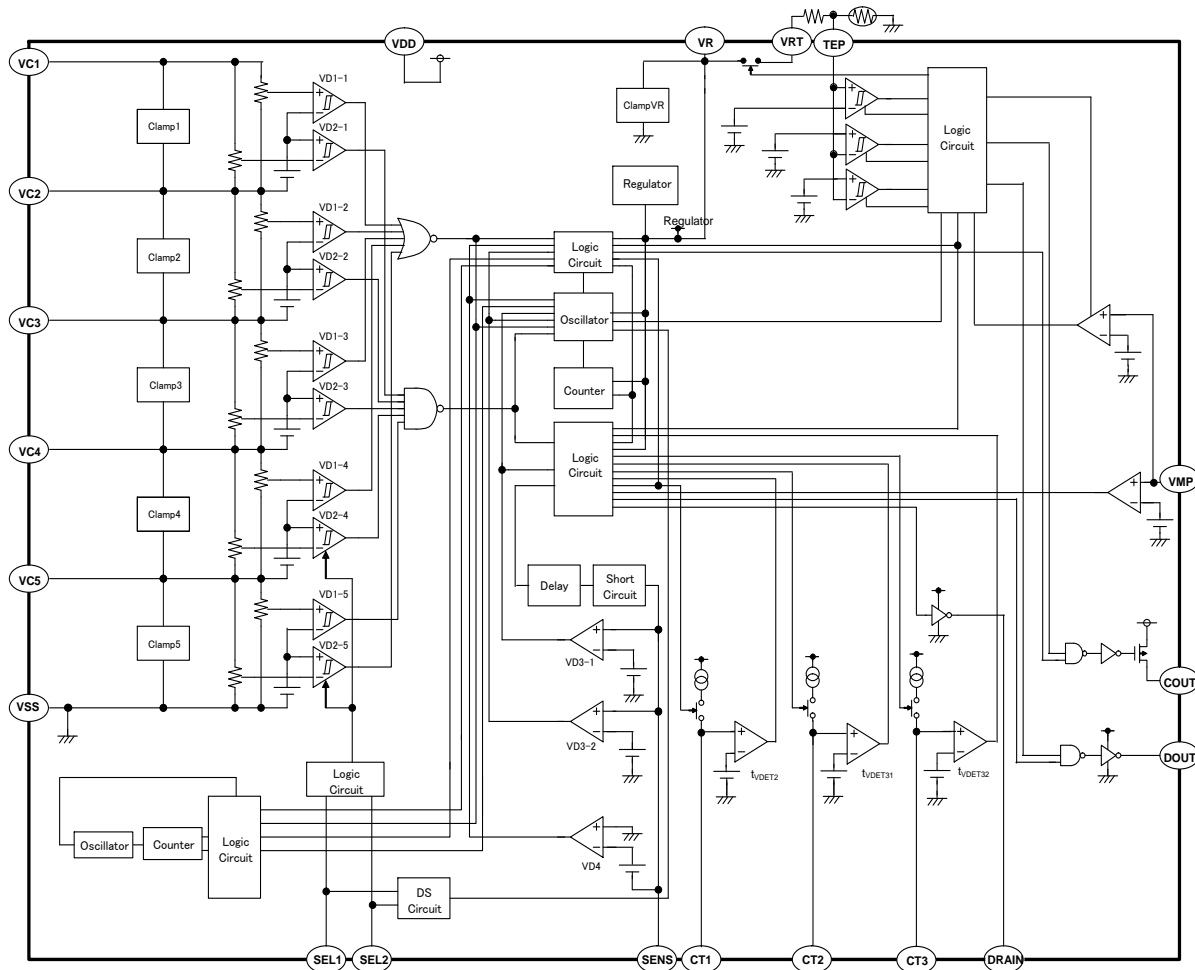 VDD
VR
VRT
TEP
VC1
VD1-1
Clamp1
VD2-1
ClampVR
Logic
Circuit
VC2
Regulator
VD1-2
Regulator
Clamp2
VD2-2
Logic
Circuit
VC3
Oscillator
VD1-3
Clamp3
VD2-3
Counter
VC4
Logic
Circuit
VD1-4
VMP
Clamp4
VD2-4
VC5
Delay
Short
Circuit
VD1-5
Clamp5
VD2-5
VD3-1
COUT
VSS
VD3-2
DOUT
tVDET2
tVDET31
tVDET32
Logic
Circuit
Oscillator
Counter
Logic
Circuit
VD4
DS
Circuit
SEL1
SEL2
SENS
CT1
CT2
CT3
DRAIN